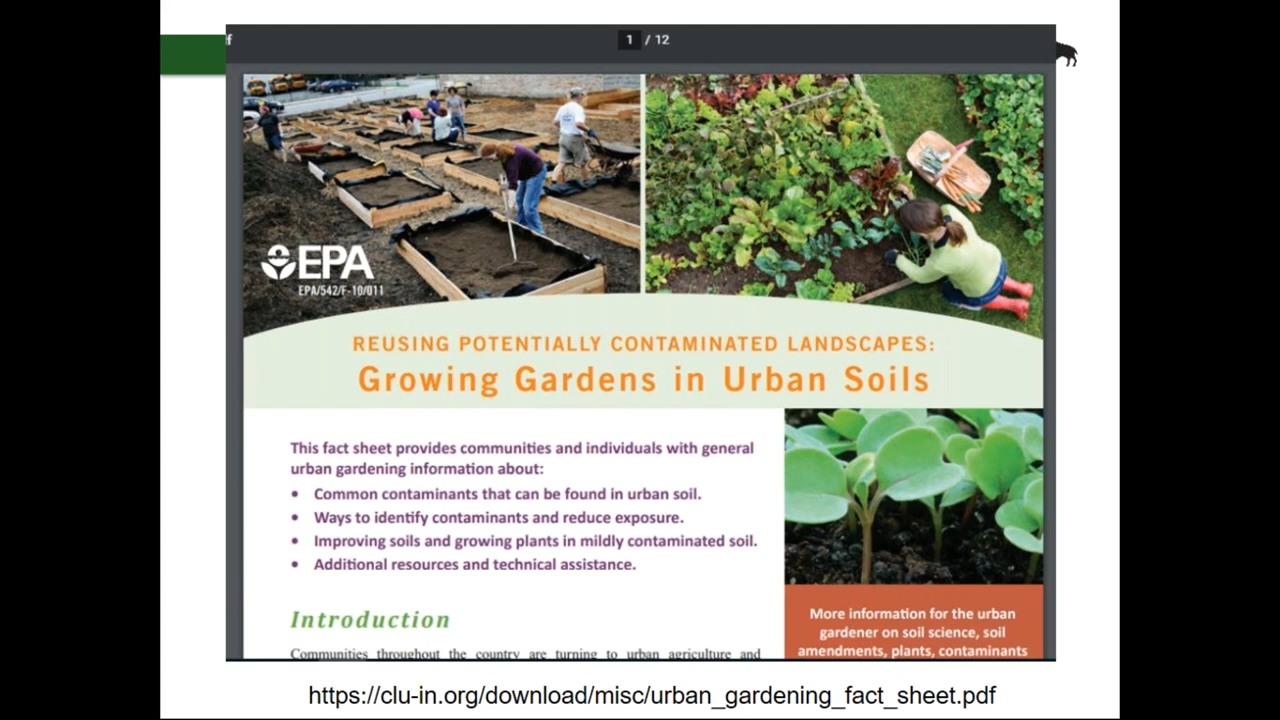 f
1 / 12
EPA
EPA/542/F-10/011
REUSING POTENTIALLY CONTAMINATED LANDSCAPES:
Growing Gardens in Urban Soils
This fact sheet provides communities and individuals with general
urban gardening information about:
• Common contaminants that can be found in urban soil.
• Ways to identify contaminants and reduce exposure.
• Improving soils and growing plants in mildly contaminated soil.
• Additional resources and technical assistance.
Introduction
Communities throughout the country are turning to urban agriculture and
More information for the urban
gardener on soil science, soil
amendments, plants, contaminants
https://clu-in.org/download/misc/urban_gardening_fact_sheet.pdf